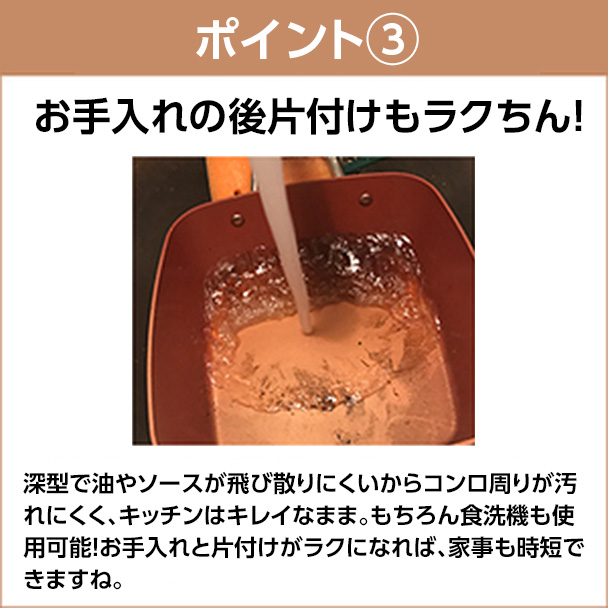 ポイント③
お手入れの後片付けもラクちん!
深型で油やソースが飛び散りにくいからコンロ周りが汚
れにくく、キッチンはキレイなまま。もちろん食洗機も使
用可能!お手入れと片付けがラクになれば、家事も時短で
きますね。